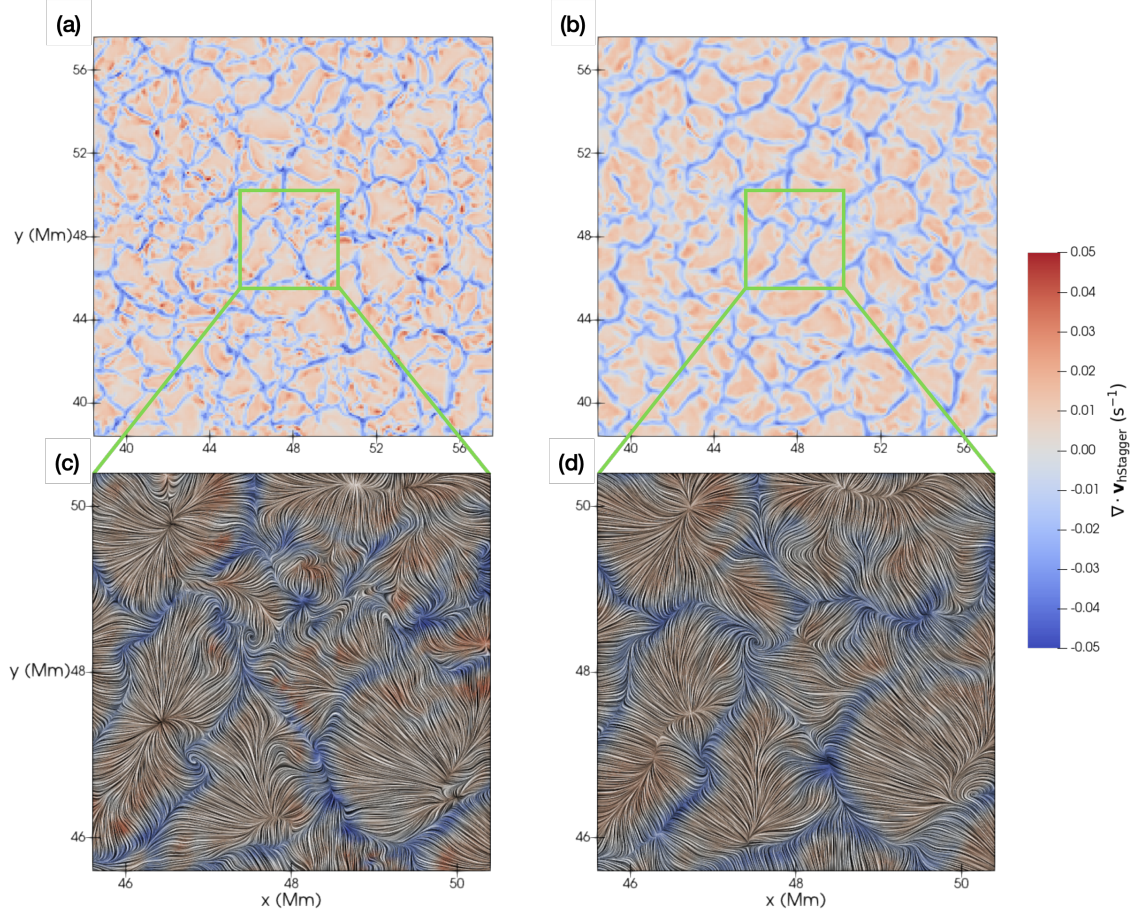 (a)
(b)
56
52
y (Mm) 48
44
40
40 44 48 52 56
56
52
48
44
40
40 44 48 52 56
0.05
0.04
0.03
0.02
0.01
0.00
-0.01
-0.02
-0.03
-0.04
-0.05
∇· v_hStagger (s⁻¹)
(c)
(d)
50
y (Mm) 48
46
46 48 50
x (Mm)
50
48
46
46 48 50
x (Mm)